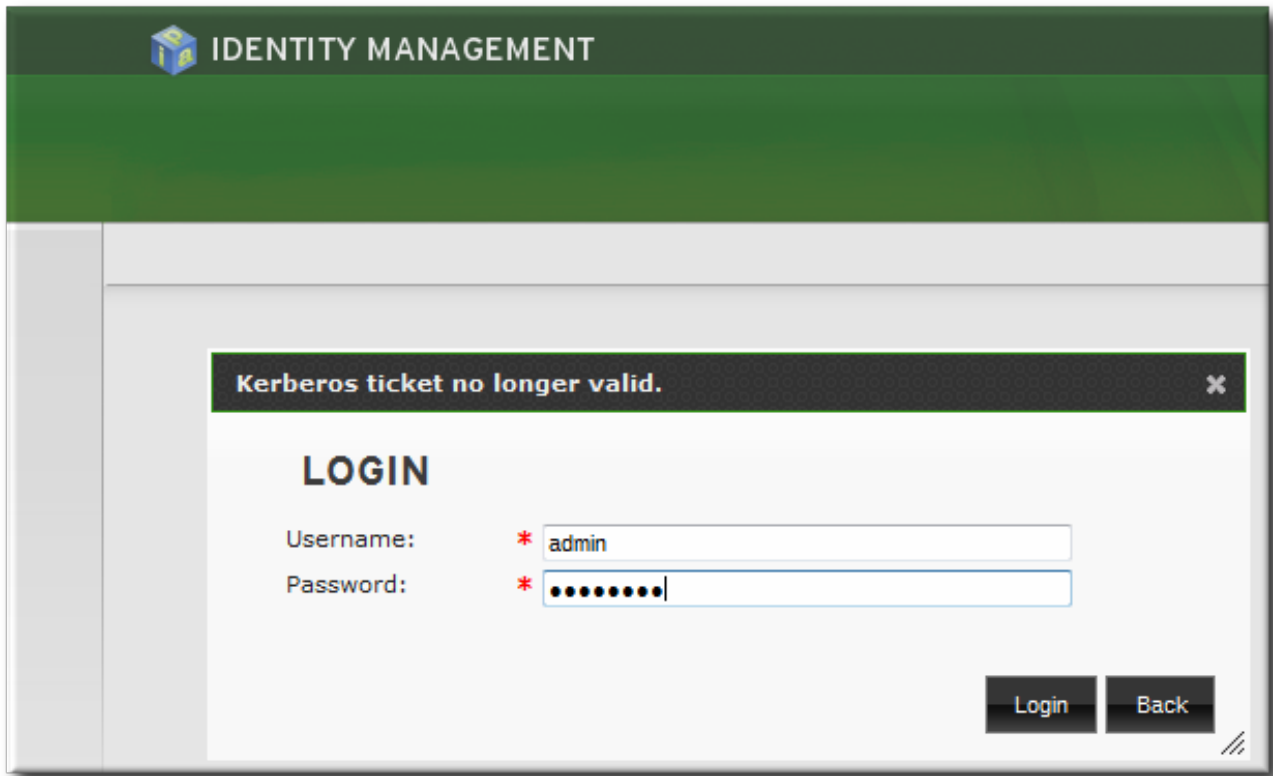 IDENTITY MANAGEMENT
Kerberos ticket no longer valid.
LOGIN
Username: * admin
Password: * ••••••••
Login Back